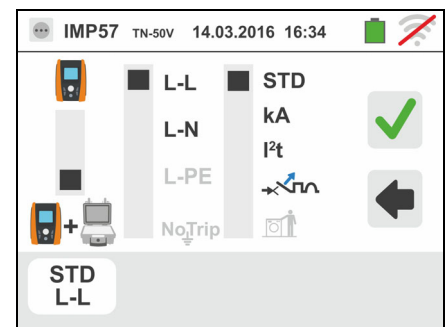 IMP57 TN-50V 14.03.2016 16:34
L-L STD
L-N kA
I²t
L-PE
NoTrip
+
STD
L-L